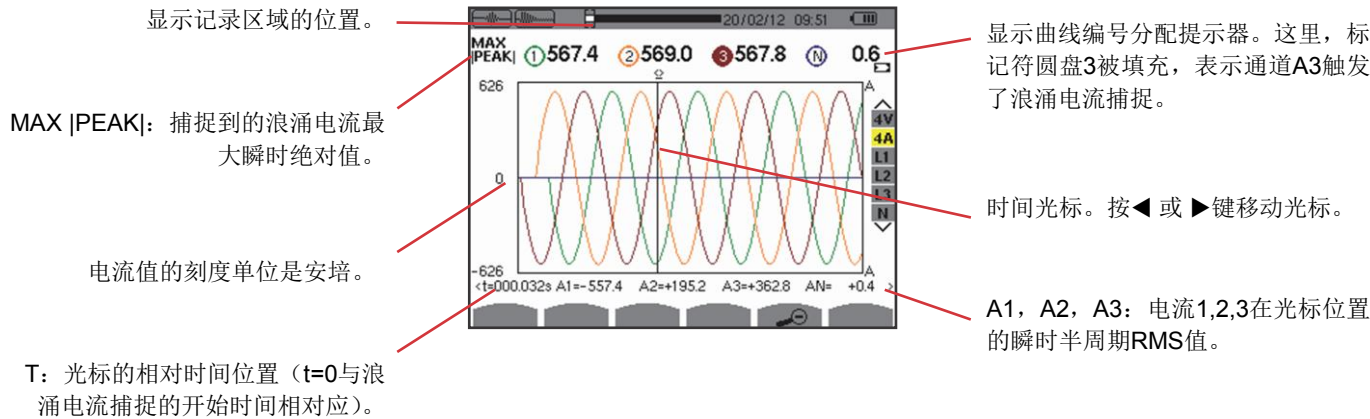 显示记录区域的位置。
MAX |PEAK|：捕捉到的浪涌电流最
大瞬时绝对值。
电流值的刻度单位是安培。
T：光标的相对时间位置（t=0与浪
涌电流捕捉的开始时间相对应）。
20/02/12 09:51
MAX
|PEAK| 1 567.4 2 569.0 3 567.8 N 0.6
626 A
0
-626 A
4V
4A
L1
L2
L3
N
<t=000.032s A1=-557.4 A2=+195.2 A3=+362.8 AN= +0.4 >
显示曲线编号分配提示器。这里，标
记符圆盘3被填充，表示通道A3触发
了浪涌电流捕捉。
时间光标。按◀ 或 ▶键移动光标。
A1，A2，A3：电流1,2,3在光标位置
的瞬时半周期RMS值。